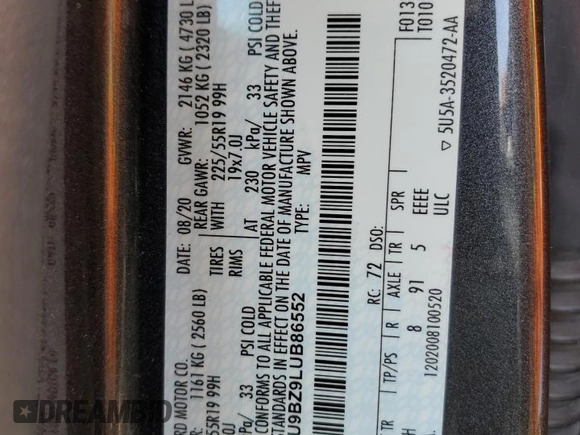 RD MOTOR CO.
DATE: 08/20 GVWR: 2146 KG ( 4730 L
1161 KG ( 2560 LB) REAR GAWR: 1052 KG ( 2320 LB)
55R19 99H TIRES WITH 225/55R19 99H
0J RIMS 19x7.0J
Pa/ 33 PSI COLD AT 230 kPa/ 33 PSI COLD
CONFORMS TO ALL APPLICABLE FEDERAL MOTOR VEHICLE SAFETY AND THEF
STANDARDS IN EFFECT ON THE DATE OF MANUFACTURE SHOWN ABOVE.
U9BZ9LUB86552 TYPE: MPV
RC: 72 DSO: F013
T010
TR TP/PS R AXLE TR SPR
H 8 91 5 EEEE
1202008100520 ULC
▽ 5U5A-3520472-AA
DREAMBID